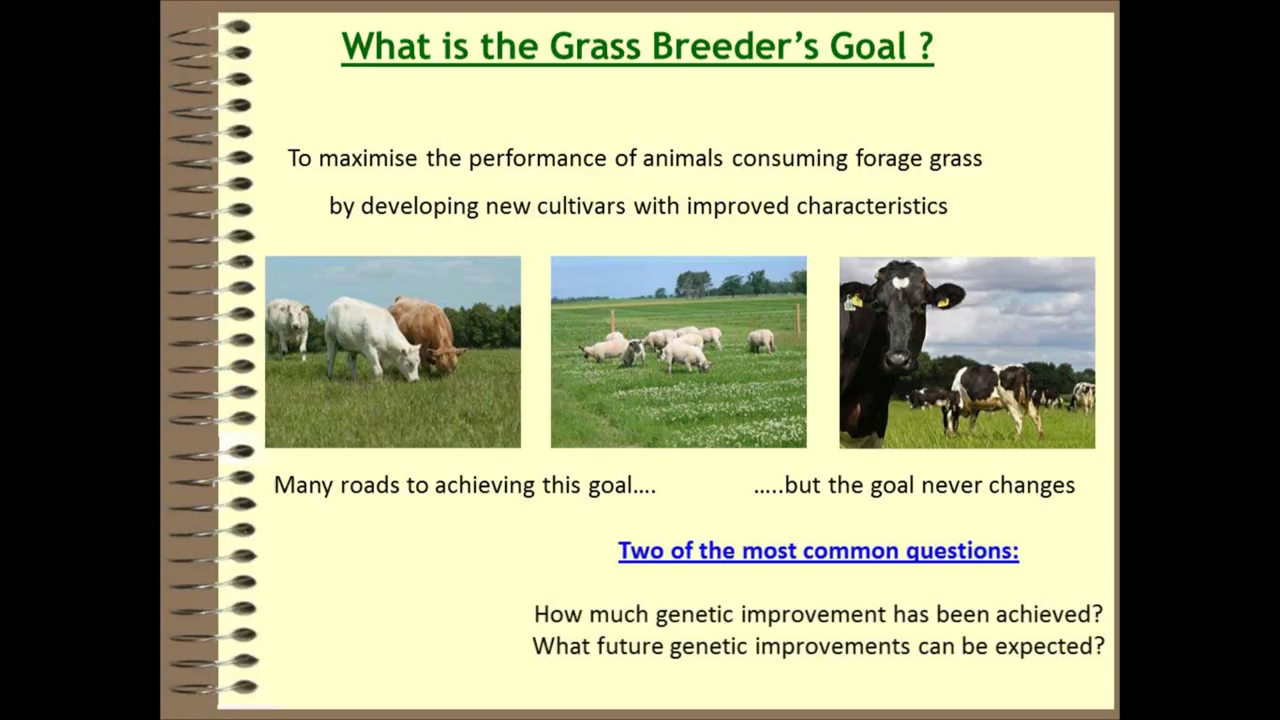 What is the Grass Breeder’s Goal ?
To maximise the performance of animals consuming forage grass
by developing new cultivars with improved characteristics
Many roads to achieving this goal….
…..but the goal never changes
Two of the most common questions:
How much genetic improvement has been achieved?
What future genetic improvements can be expected?